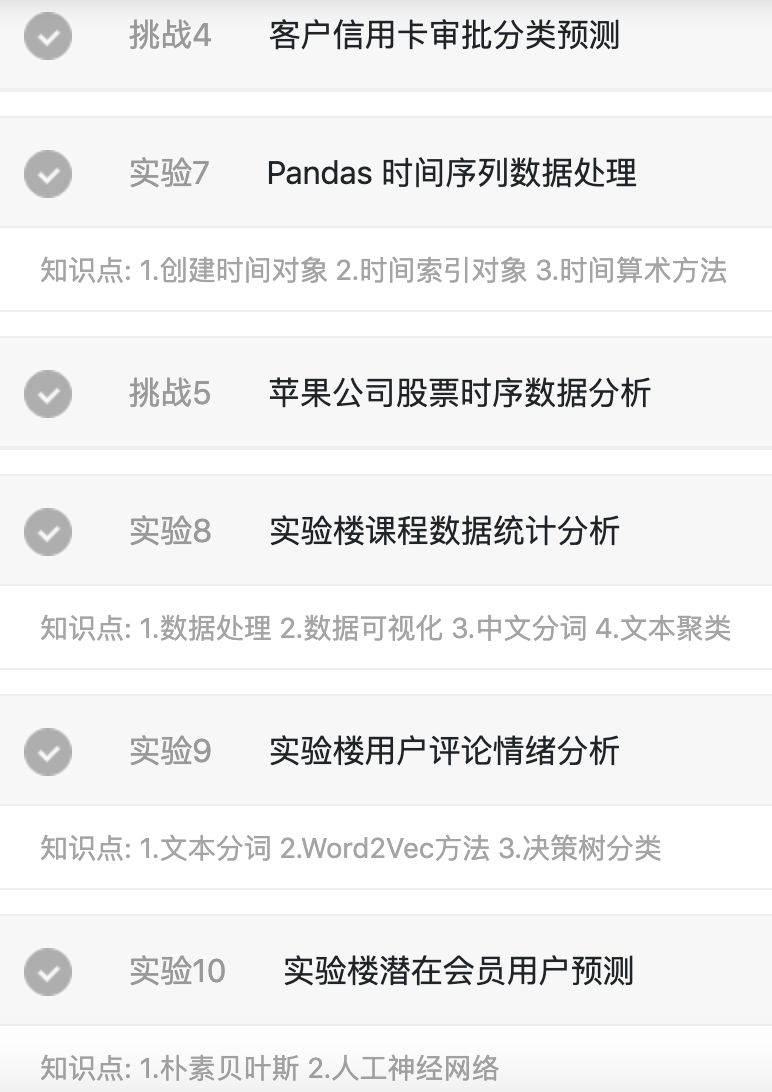 挑战4 客户信用卡审批分类预测
实验7 Pandas 时间序列数据处理
知识点: 1.创建时间对象 2.时间索引对象 3.时间算术方法
挑战5 苹果公司股票时序数据分析
实验8 实验楼课程数据统计分析
知识点: 1.数据处理 2.数据可视化 3.中文分词 4.文本聚类
实验9 实验楼用户评论情绪分析
知识点: 1.文本分词 2.Word2Vec方法 3.决策树分类
实验10 实验楼潜在会员用户预测
知识点: 1.朴素贝叶斯 2.人工神经网络